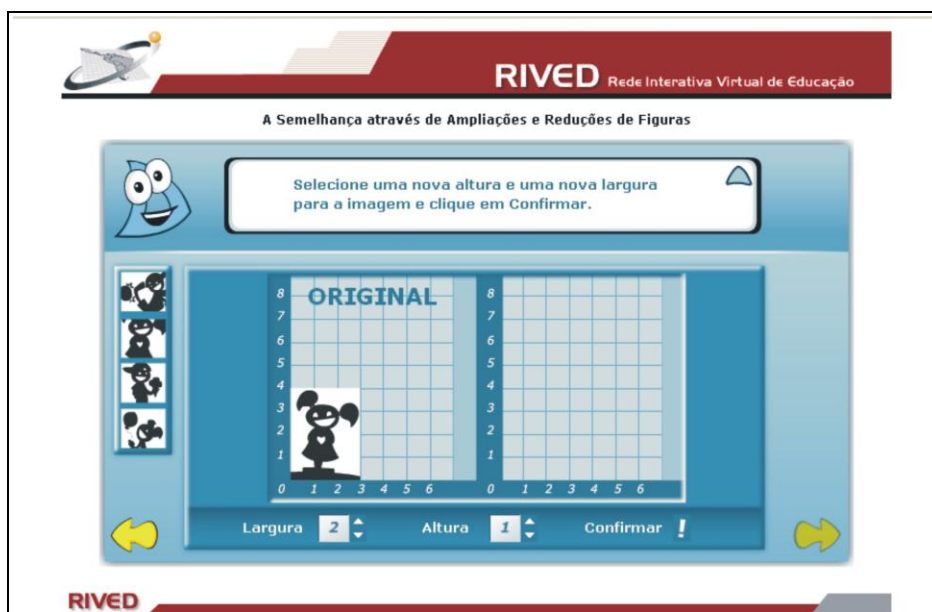 RIVED Rede Interativa Virtual de Educação
A Semelhança através de Ampliações e Reduções de Figuras
Selecione uma nova altura e uma nova largura
para a imagem e clique em Confirmar.
ORIGINAL
8 8
7 7
6 6
5 5
4 4
3 3
2 2
1 1
0 1 2 3 4 5 6 0 1 2 3 4 5 6
Largura 2 Altura 1 Confirmar !
RIVED